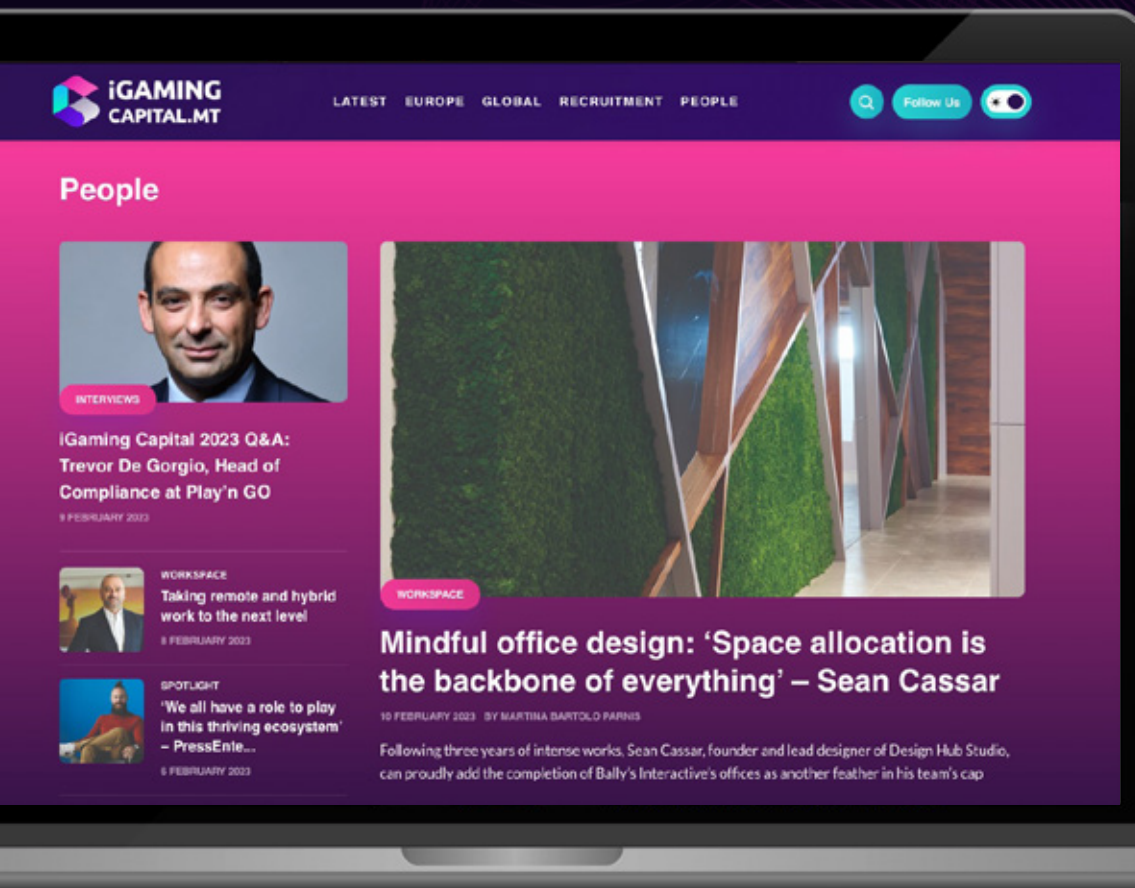 iGAMING
CAPITAL.MT
LATEST EUROPE GLOBAL RECRUITMENT PEOPLE
Follow Us
People
INTERVIEWS
iGaming Capital 2023 Q&A:
Trevor De Gorgio, Head of
Compliance at Play'n GO
9 FEBRUARY 2023
WORKSPACE
Taking remote and hybrid
work to the next level
8 FEBRUARY 2023
SPOTLIGHT
‘We all have a role to play
in this thriving ecosystem’
– PressEnte...
6 FEBRUARY 2023
WORKSPACE
Mindful office design: ‘Space allocation is
the backbone of everything’ – Sean Cassar
10 FEBRUARY 2023 BY MARTINA BARTOLO PARNIS
Following three years of intense works, Sean Cassar, founder and lead designer of Design Hub Studio,
can proudly add the completion of Bally's Interactive's offices as another feather in his team's cap